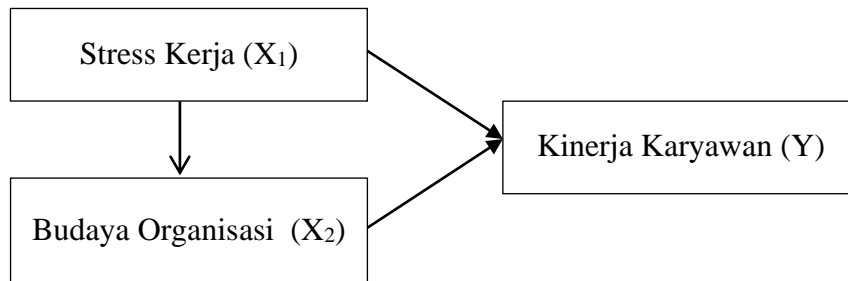 Stress Kerja (X₁)
Kinerja Karyawan (Y)
Budaya Organisasi (X₂)